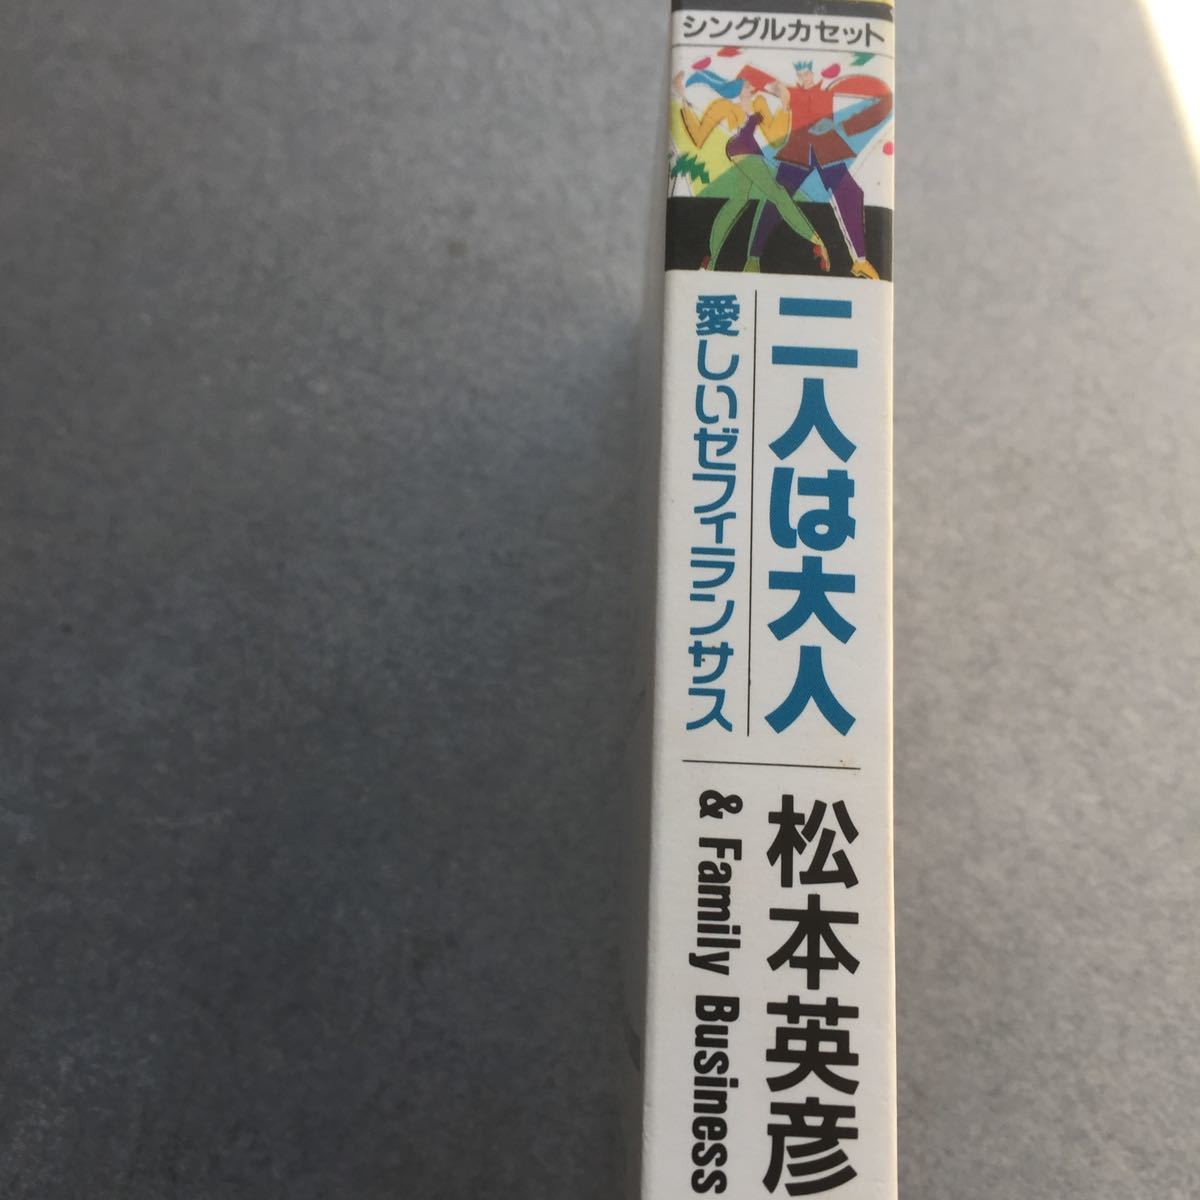 シングルカセット
二人は大人
愛しいゼフィランサス
松本英彦
& Family Business